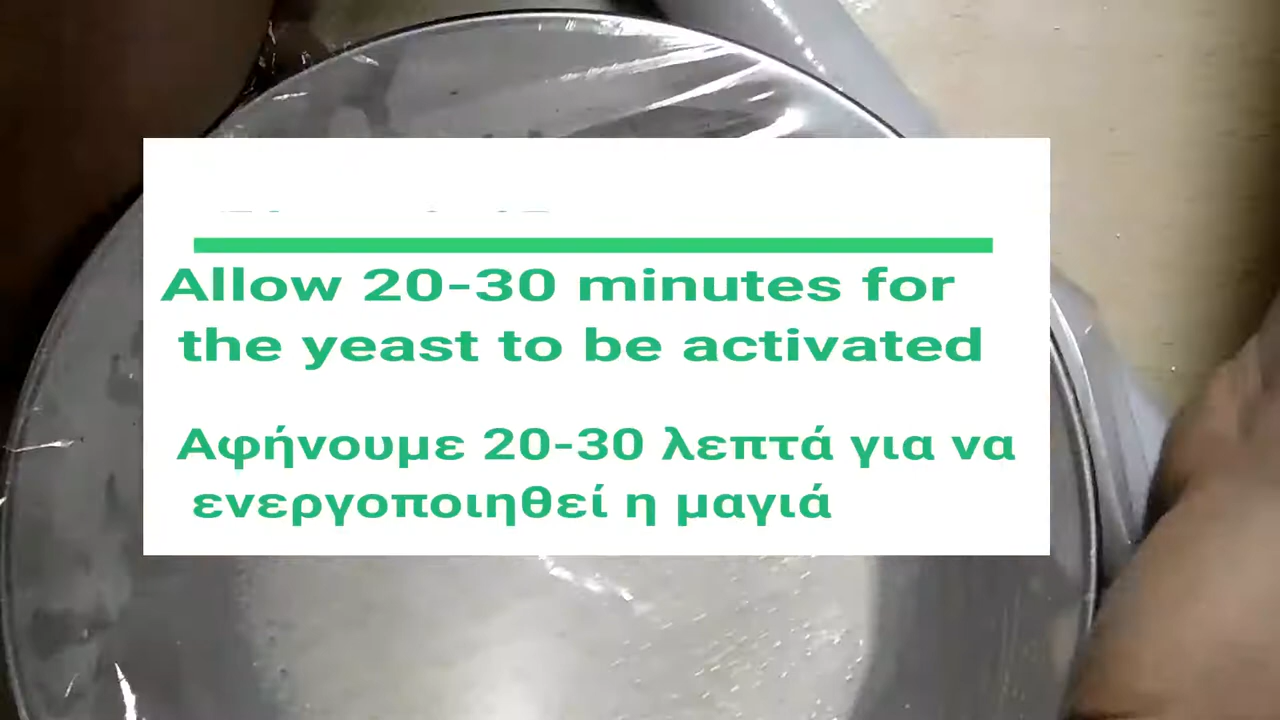 Allow 20-30 minutes for
the yeast to be activated
Αφήνουμε 20-30 λεπτά για να
ενεργοποιηθεί η μαγιά